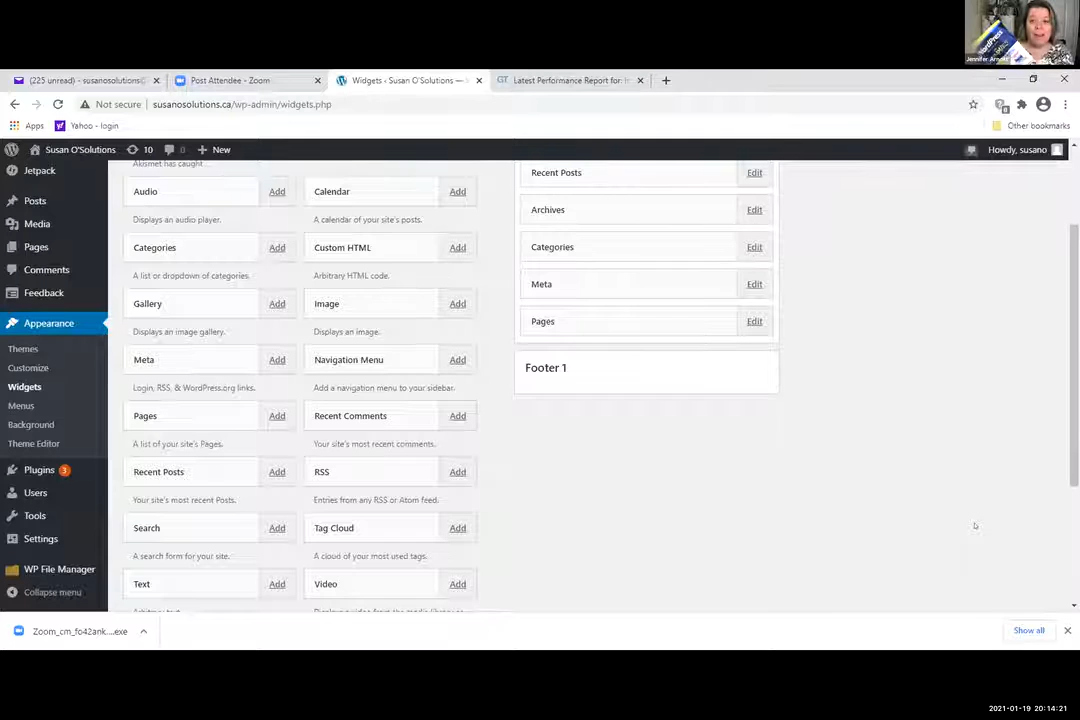 WordPress
Jennifer Arnold
(225 unread) - susanosolutions@
Post Attendee - Zoom
Widgets ‹ Susan O'Solutions —
GT Latest Performance Report for: h
Not secure susanosolutions.ca/wp-admin/widgets.php
Apps Yahoo - login Other bookmarks
Susan O'Solutions 10 0 + New Howdy, susano
Jetpack
Posts
Media
Pages
Comments
Feedback
Appearance
Themes
Customize
Widgets
Menus
Background
Theme Editor
Plugins 3
Users
Tools
Settings
WP File Manager
Collapse menu
Akismet has caught
Audio Add Calendar Add
Displays an audio player. A calendar of your site's posts.
Categories Add Custom HTML Add
A list or dropdown of categories. Arbitrary HTML code.
Gallery Add Image Add
Displays an image gallery. Displays an image.
Meta Add Navigation Menu Add
Login, RSS, & WordPress.org links. Add a navigation menu to your sidebar.
Pages Add Recent Comments Add
A list of your site's Pages. Your site's most recent comments.
Recent Posts Add RSS Add
Your site's most recent Posts. Entries from any RSS or Atom feed.
Search Add Tag Cloud Add
A search form for your site. A cloud of your most used tags.
Text Add Video Add
Recent Posts Edit
Archives Edit
Categories Edit
Meta Edit
Pages Edit
Footer 1
Zoom_cm_fo42ank....exe
Show all
2021-01-19 20:14:21